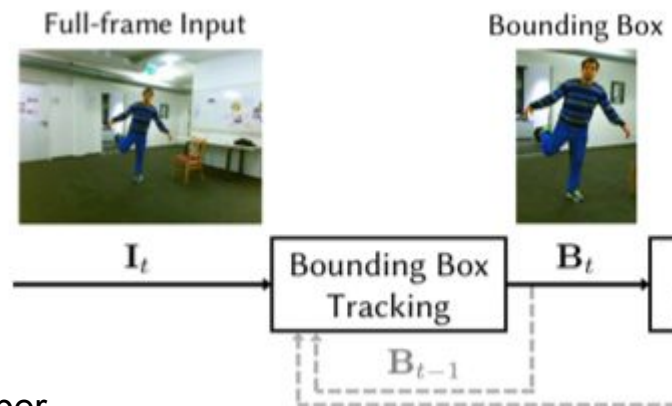 Full-frame Input
Bounding Box
I_t
Bounding Box
Tracking
B_t
B_{t-1}